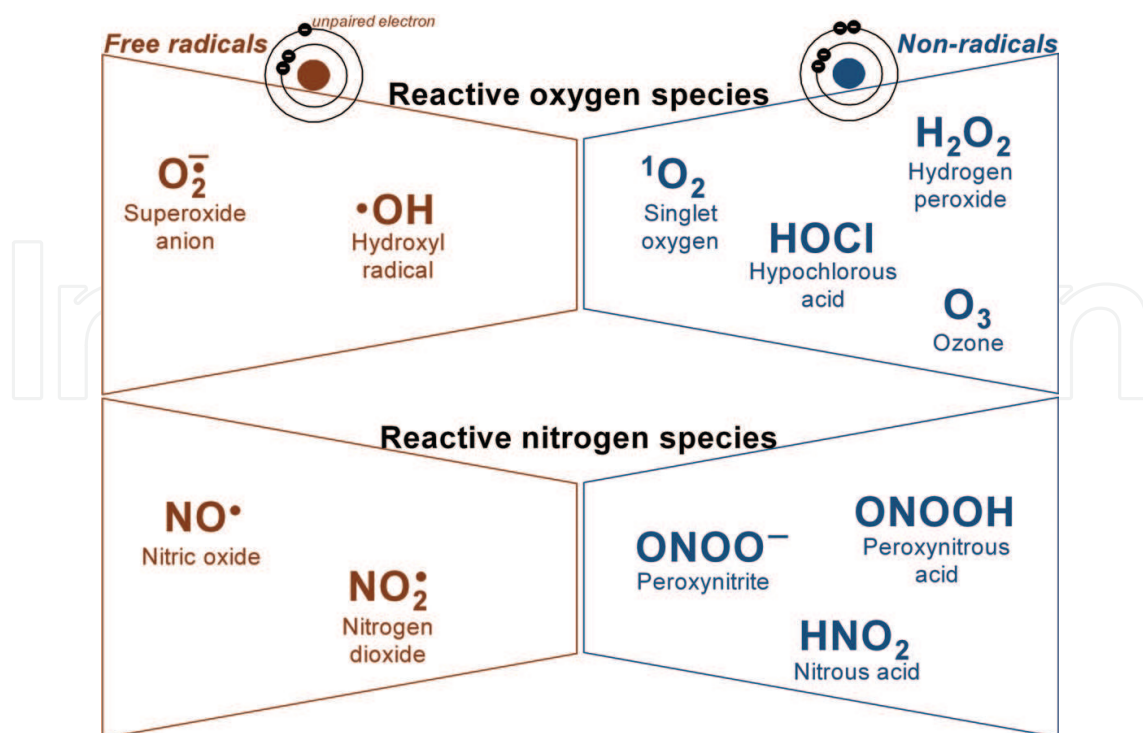 unpaired electron
Free radicals
Non-radicals
Reactive oxygen species
O₂•̅
Superoxide
anion
•OH
Hydroxyl
radical
¹O₂
Singlet
oxygen
HOCl
Hypochlorous
acid
H₂O₂
Hydrogen
peroxide
O₃
Ozone
Reactive nitrogen species
NO•
Nitric oxide
NO₂•
Nitrogen
dioxide
ONOO⁻
Peroxynitrite
ONOOH
Peroxynitrous
acid
HNO₂
Nitrous acid